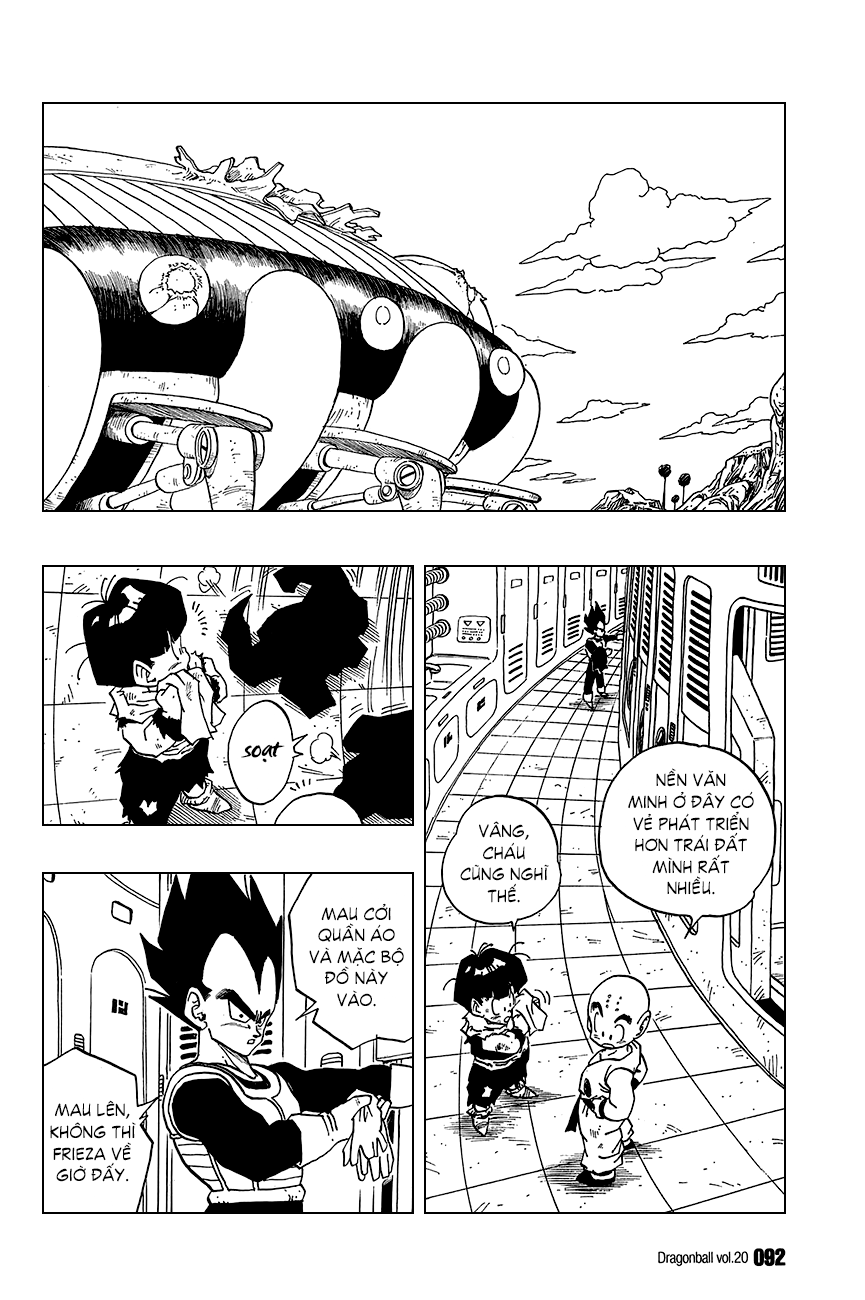 NỀN VĂN
MINH Ở ĐÂY CÓ
VẺ PHÁT TRIỂN
HƠN TRÁI ĐẤT
MÌNH RẤT
NHIỀU.
VÂNG,
CHÁU
CŨNG NGHĨ
THẾ.
soạt
MAU CỞI
QUẦN ÁO
VÀ MẶC BỘ
ĐỒ NÀY
VÀO.
MAU LÊN,
KHÔNG THÌ
FRIEZA VỀ
GIỜ ĐẤY.
Dragonball vol.20 092